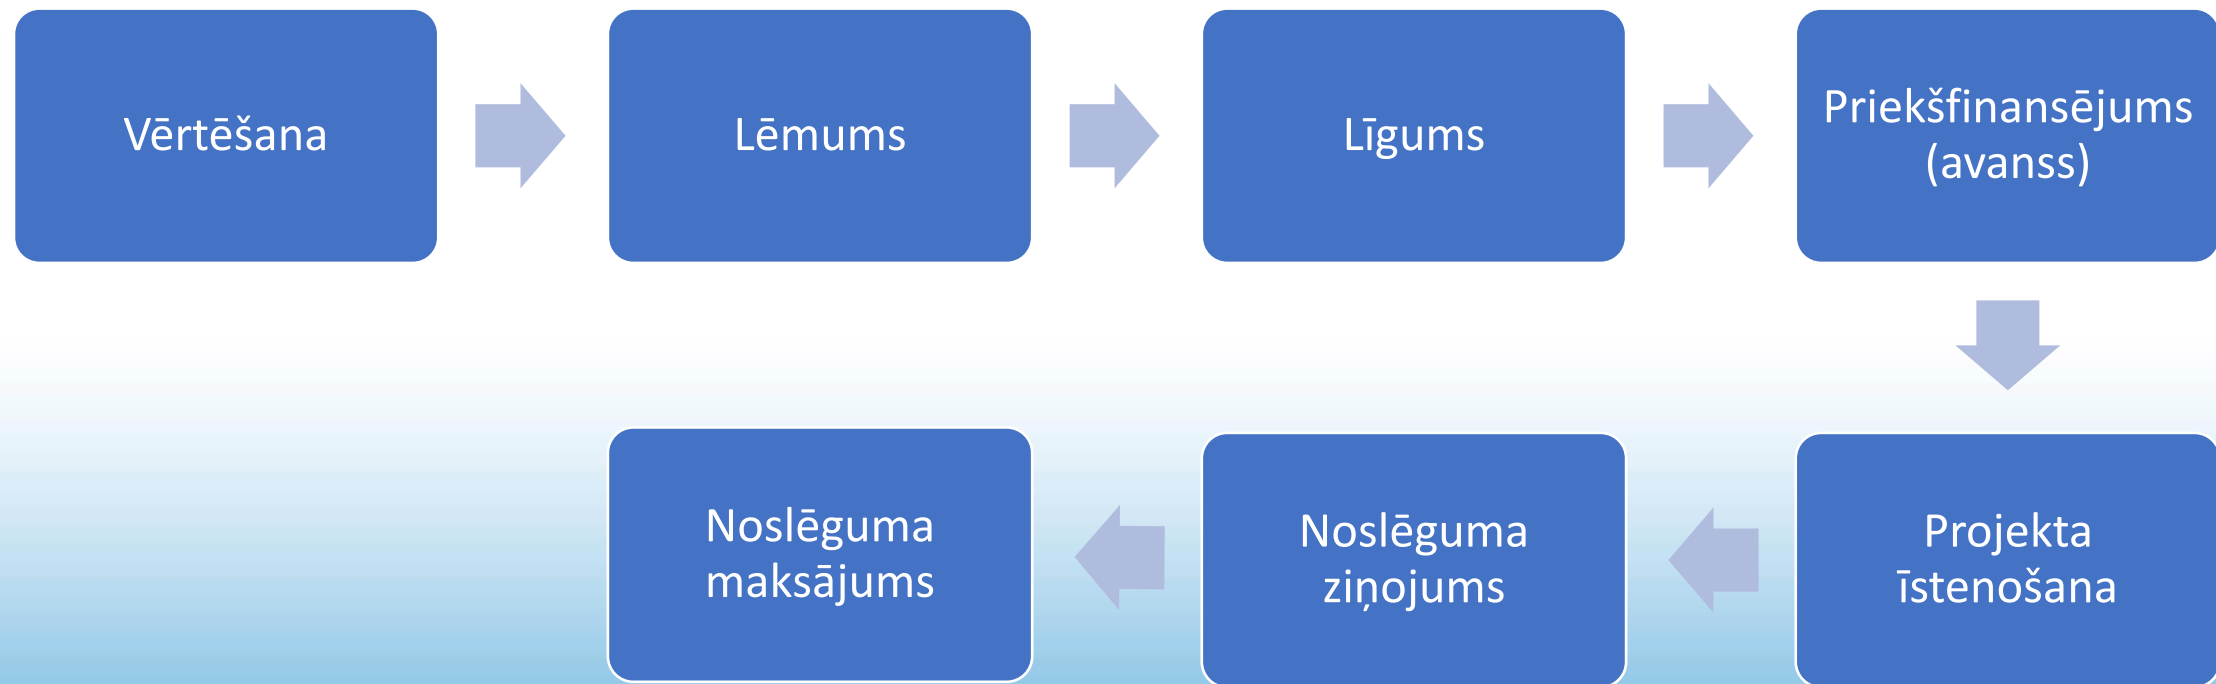 Vērtēšana
Lēmums
Līgums
Priekšfinansējums
(avanss)
Projekta
īstenošana
Noslēguma
ziņojums
Noslēguma
maksājums